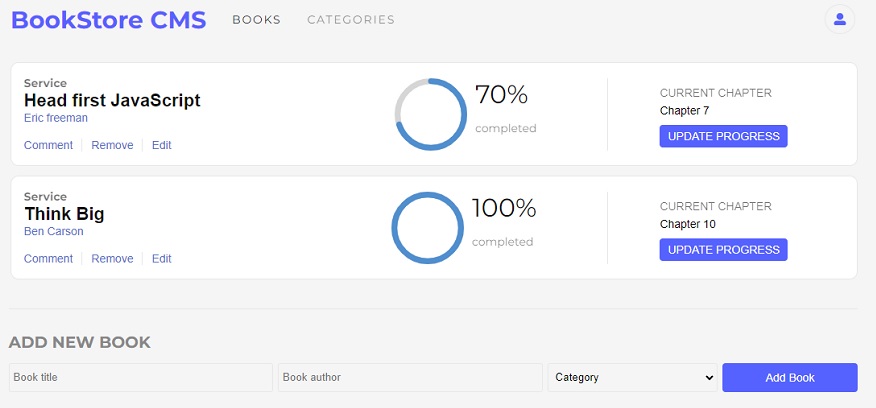 BookStore CMS BOOKS CATEGORIES
Service
Head first JavaScript
Eric freeman
Comment Remove Edit
70%
completed
CURRENT CHAPTER
Chapter 7
UPDATE PROGRESS
Service
Think Big
Ben Carson
Comment Remove Edit
100%
completed
CURRENT CHAPTER
Chapter 10
UPDATE PROGRESS
ADD NEW BOOK
Book title Book author Category Add Book